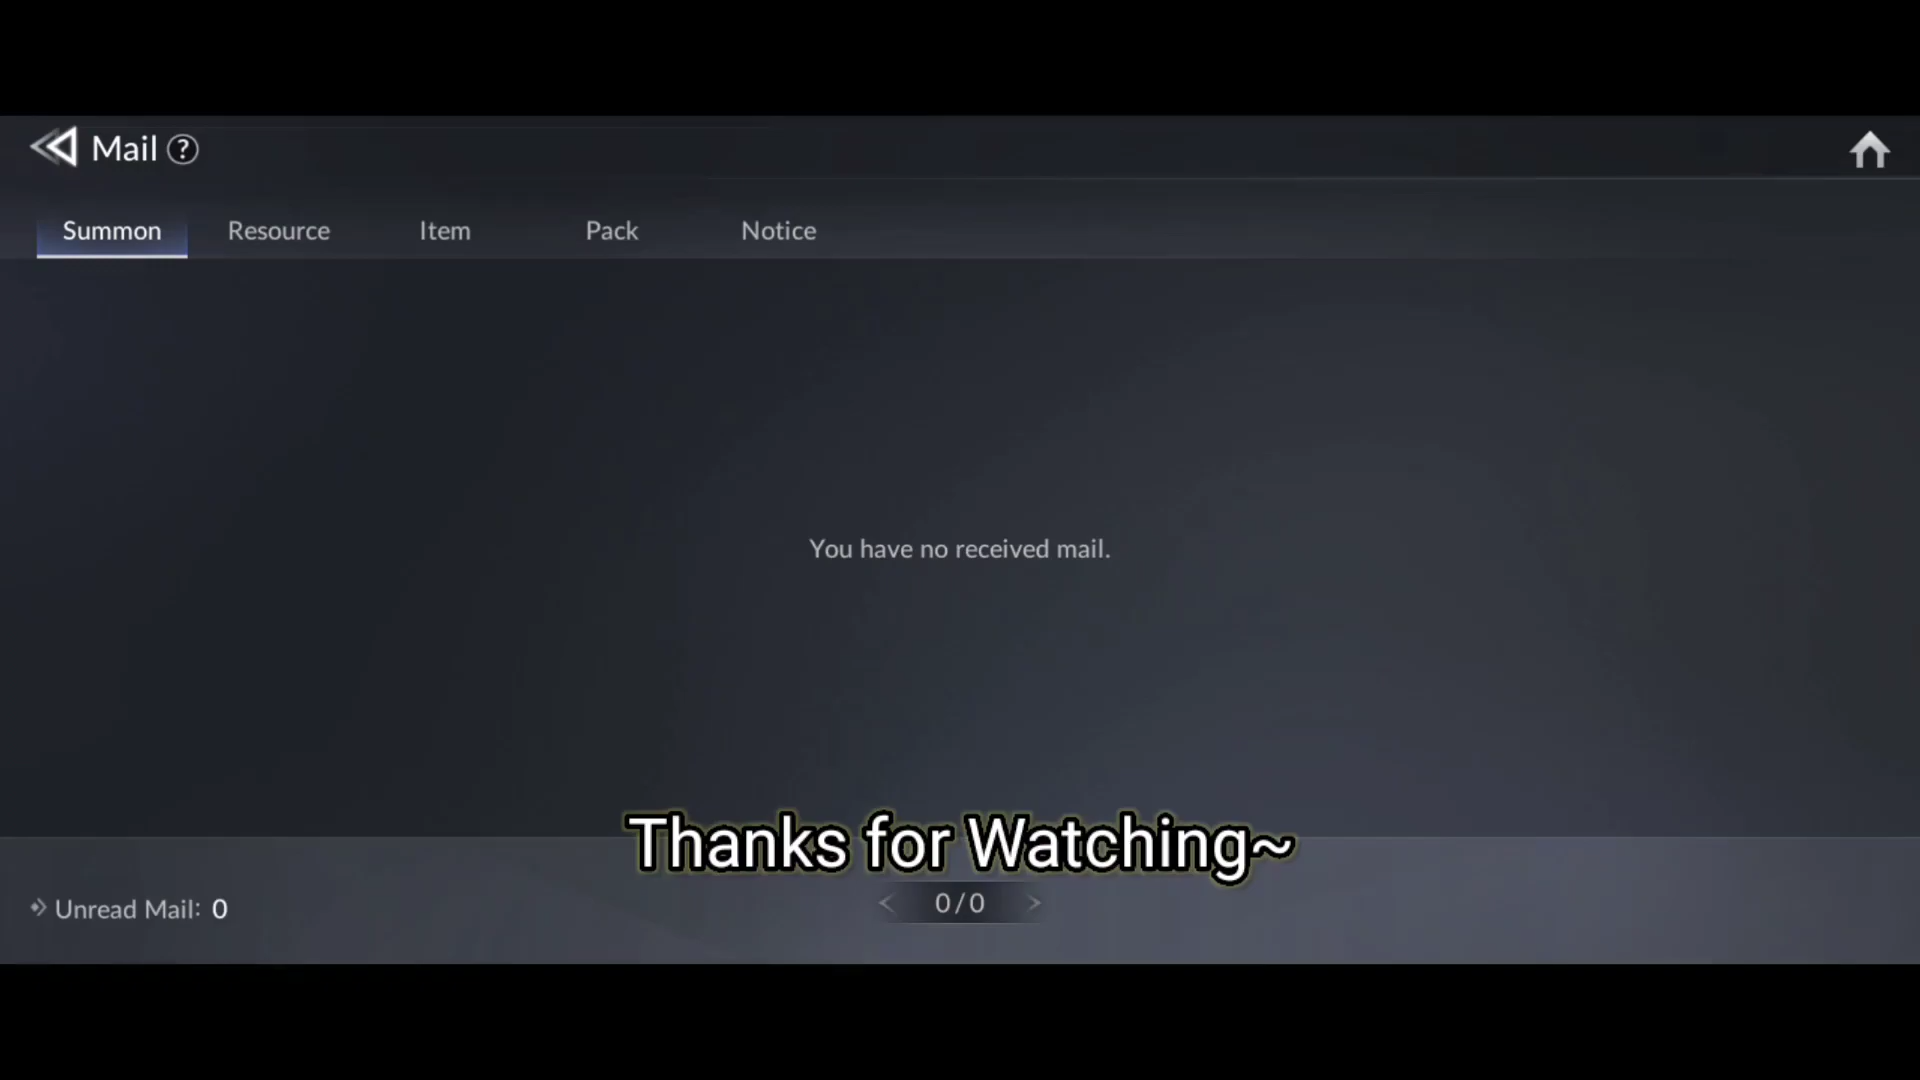 Mail ?
Summon Resource Item Pack Notice
You have no received mail.
Thanks for Watching~
Unread Mail: 0
< 0/0 >